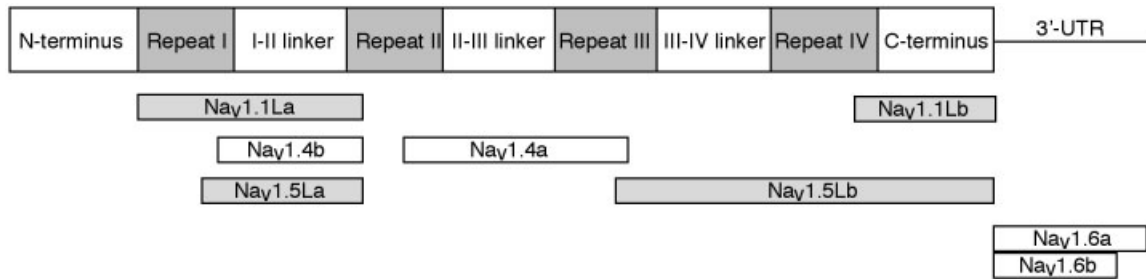 N-terminus Repeat I I-II linker Repeat II II-III linker Repeat III III-IV linker Repeat IV C-terminus 3'-UTR
Nav1.1La Nav1.1Lb
Nav1.4b Nav1.4a
Nav1.5La Nav1.5Lb
Nav1.6a
Nav1.6b